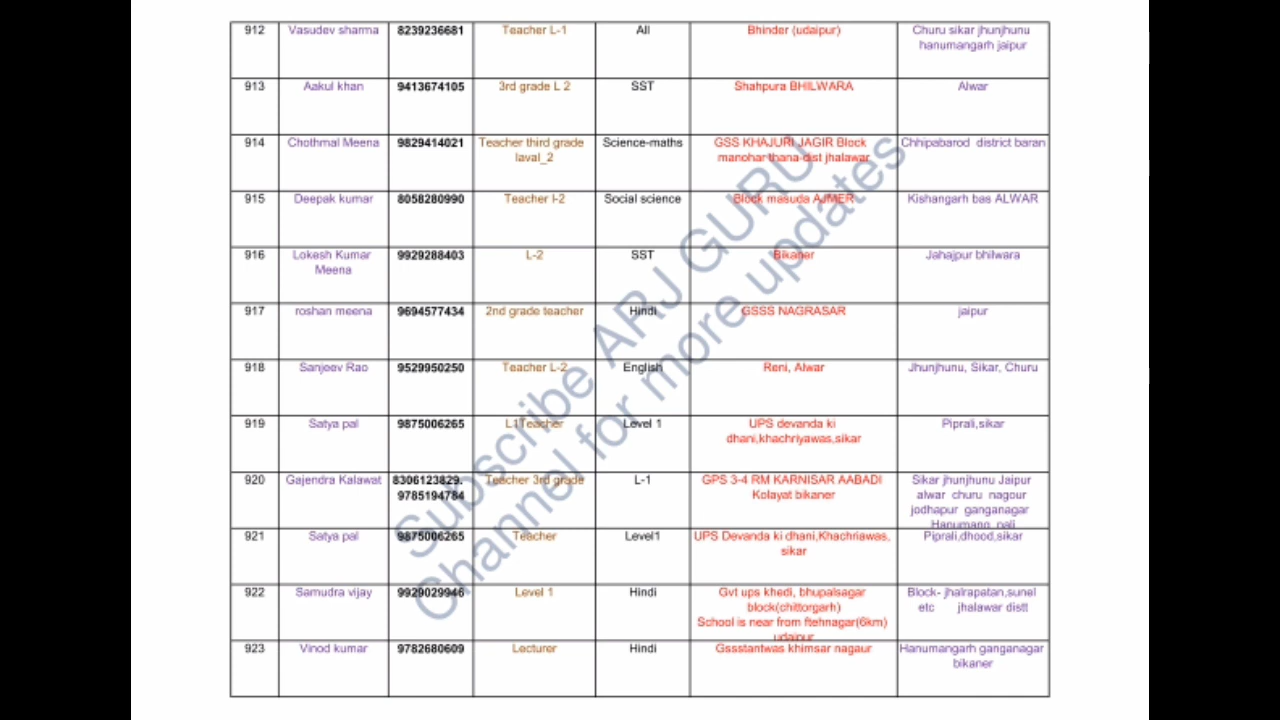 912 Vasudev sharma 8239236681 Teacher L-1 All Bhinder (udaipur) Churu sikar jhunjhunu
hanumangarh jaipur
913 Aakul khan 9413674105 3rd grade L 2 SST Shahpura BHILWARA Alwar
914 Chothmal Meena 9829414021 Teacher third grade Science-maths GSS KHAJURI JAGIR Block Chhipabarod district baran
laval_2 manohar thana dist jhalawar
915 Deepak kumar 8058280990 Teacher l-2 Social science Block masuda AJMER Kishangarh bas ALWAR
916 Lokesh Kumar 9929288403 L-2 SST Bikaner Jahajpur bhilwara
Meena
917 roshan meena 9694577434 2nd grade teacher Hindi GSSS NAGRASAR jaipur
918 Sanjeev Rao 9529950250 Teacher L-2 English Reni, Alwar Jhunjhunu, Sikar, Churu
919 Satya pal 9875006265 L1Teacher Level 1 UPS devanda ki Piprali,sikar
dhani,khachriyawas,sikar
920 Gajendra Kalawat 8306123829. Teacher 3rd grade L-1 GPS 3-4 RM KARNISAR AABADI Sikar jhunjhunu Jaipur
9785194784 Kolayat bikaner alwar churu nagour
jodhapur ganganagar
Hanumang pali
921 Satya pal 9875006265 Teacher Level1 UPS Devanda ki dhani,Khachriawas, Piprali,dhood,sikar
sikar
922 Samudra vijay 9929029946 Level 1 Hindi Gvt ups khedi, bhupalsagar Block- jhalrapatan,sunel
block(chittorgarh) etc jhalawar distt
School is near from ftehnagar(6km)
udaipur
923 Vinod kumar 9782680609 Lecturer Hindi Gssstantwas khimsar nagaur Hanumangarh ganganagar
bikaner
Subscribe ARJ GURU
Channel for more updates